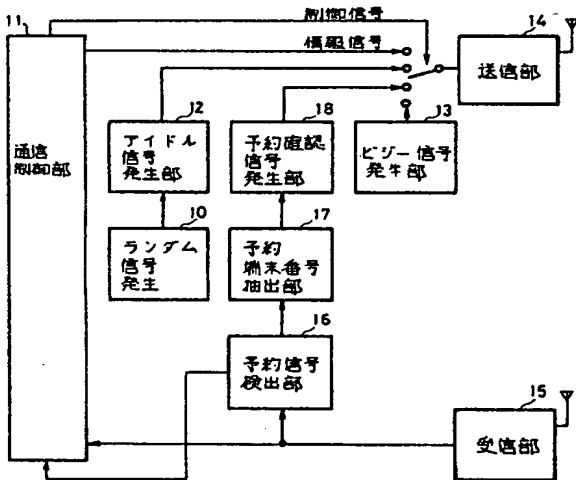 制御信号
11
情報信号
14
送信部
12
アイドル
信号
発生部
18
予約確認
信号
発生部
13
ビジー信号
発生部
通信
制御部
10
ランダム
信号
発生
17
予約
端末番号
抽出部
16
予約信号
検出部
15
受信部